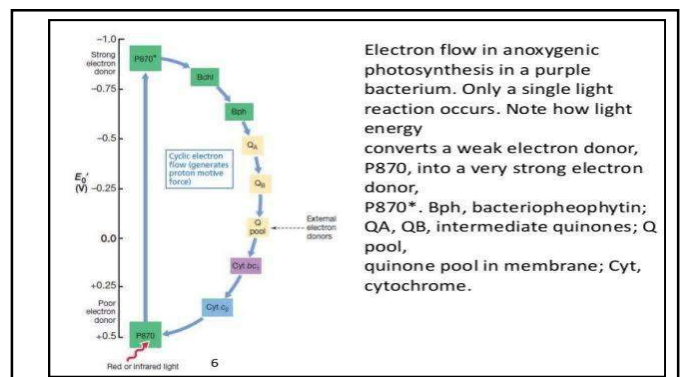 −1.0
Strong
electron
donor
−0.75
−0.5
E0′
(V)
−0.25
0.0
+0.25
Poor
electron
donor
+0.5
P870*
Bchl
Bph
QA
QB
Q
pool
Cyt bc1
Cyt c2
P870
Cyclic electron
flow (generates
proton motive
force)
External
electron
donors
Red or infrared light
6
Electron flow in anoxygenic
photosynthesis in a purple
bacterium. Only a single light
reaction occurs. Note how light
energy
converts a weak electron donor,
P870, into a very strong electron
donor,
P870*. Bph, bacteriopheophytin;
QA, QB, intermediate quinones; Q
pool,
quinone pool in membrane; Cyt,
cytochrome.